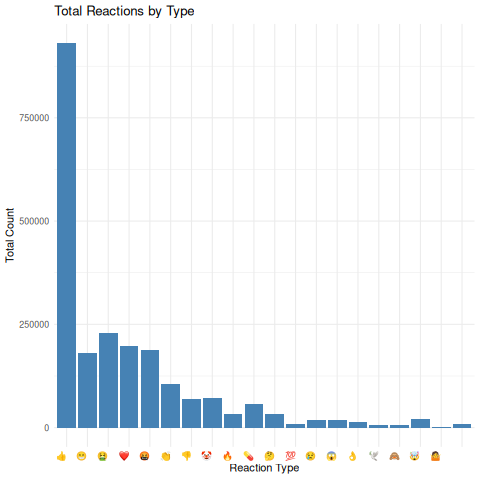 Total Reactions by Type
Total Count
750000
500000
250000
0
👍 😁 🤮 ❤️ 🤬 👏 👎 🤡 🔥 💊 🤔 💯 😢 😱 👌 🕊 🙈 🤯 🤷
Reaction Type